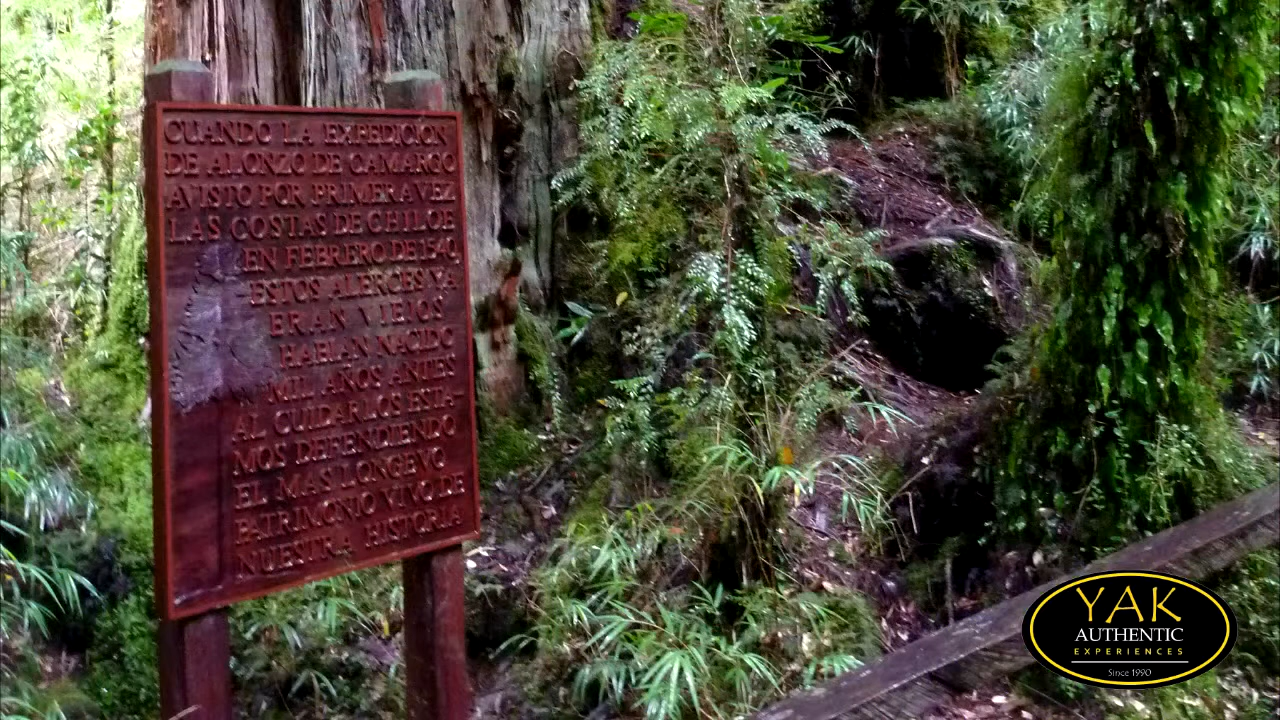 CUANDO LA EXPEDICION
DE ALONZO DE CAMARGO
AVISTO POR PRIMERA VEZ
LAS COSTAS DE CHILOE
EN FEBRERO DE 1540,
ESTOS ALERCES YA
ERAN VIEJOS
HABIAN NACIDO
MIL AÑOS ANTES
AL CUIDARLOS ESTA-
MOS DEFENDIENDO
EL MAS LONGEVO
PATRIMONIO VIVO DE
NUESTRA HISTORIA
YAK
AUTHENTIC
EXPERIENCES
Since 1990